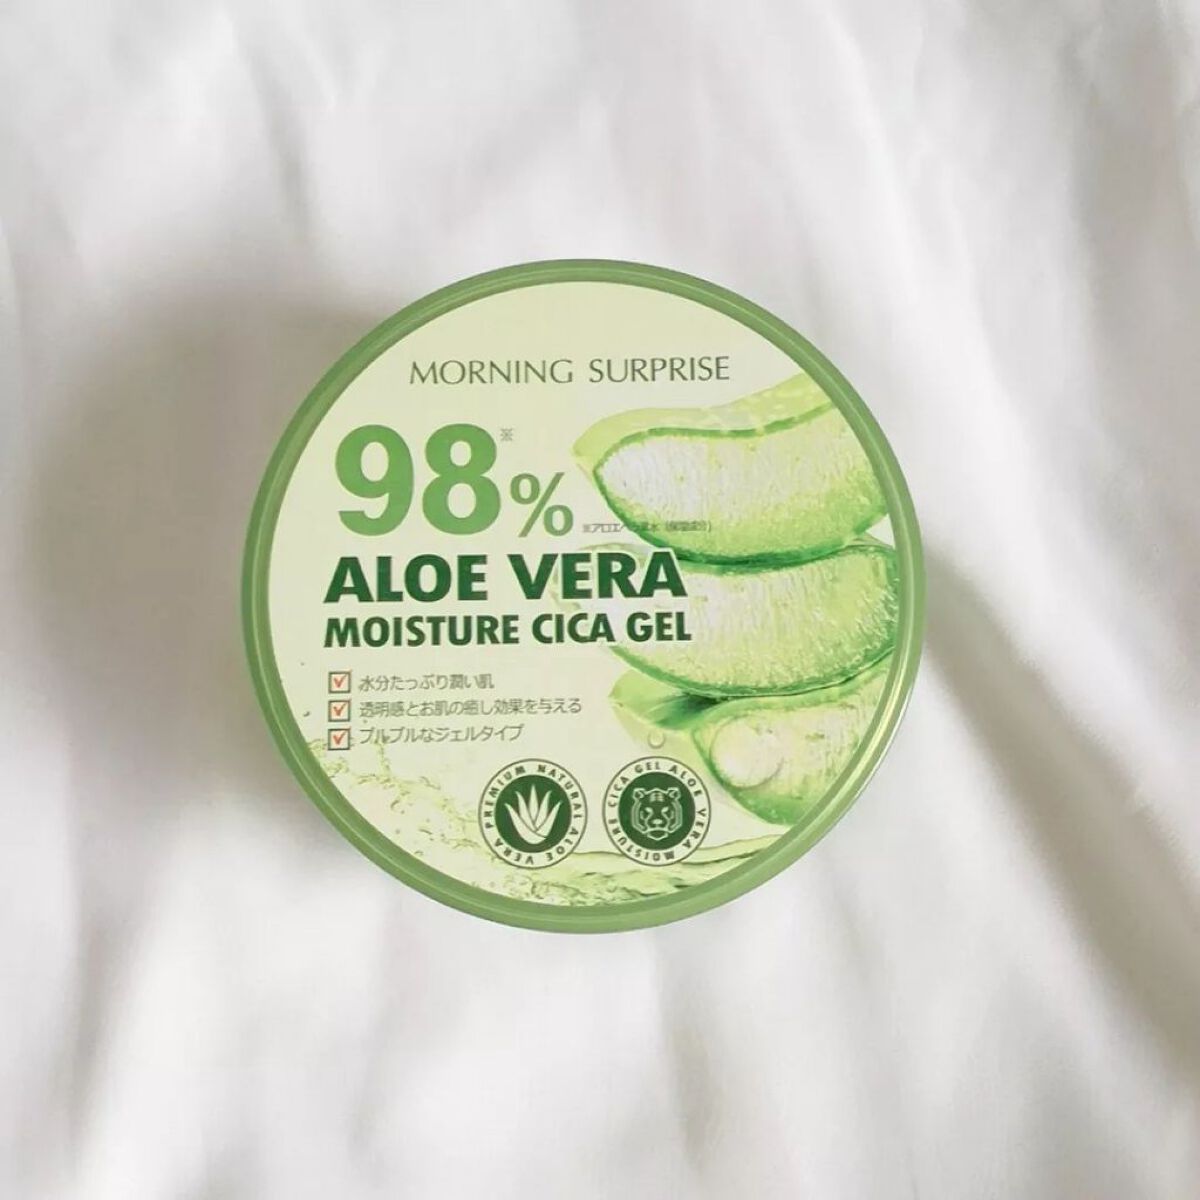 MORNING SURPRISE
98※%
ALOE VERA
MOISTURE CICA GEL
水分たっぷり潤い肌
透明感とお肌の癒し効果を与える
プルプルなジェルタイプ
PREMIUM NATURAL ALOE VERA
MOISTURE CICA GEL ALOE VERA